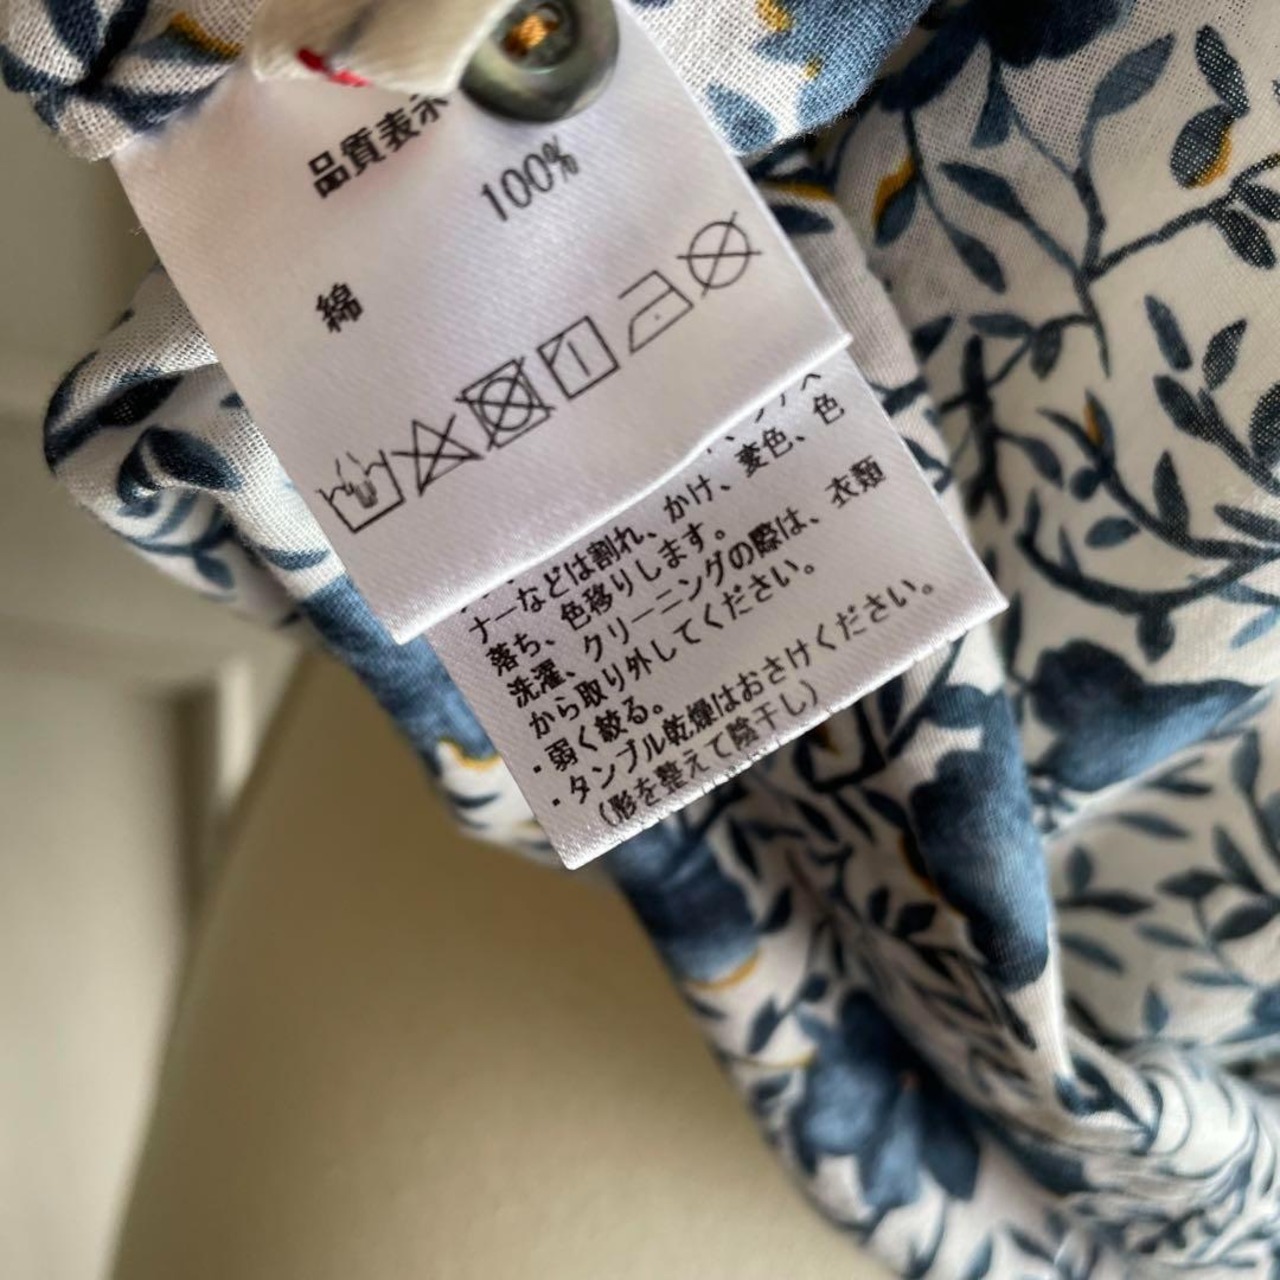 品質表示
綿 100%
ナーなどは割れ、かけ、変色、色
落ち、色移りします。
洗濯、クリーニングの際は、衣類
から取り外してください。
・弱く絞る。
・タンブル乾燥はおさけください。
（形を整えて陰干し）